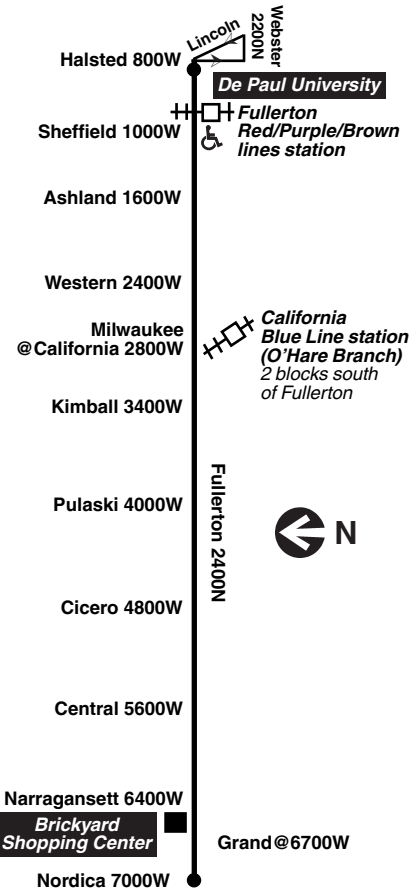 Lincoln
Webster
2200N
Halsted 800W
De Paul University
Fullerton
Red/Purple/Brown
lines station
Sheffield 1000W
Ashland 1600W
Western 2400W
Milwaukee
@California 2800W
California
Blue Line station
(O'Hare Branch)
2 blocks south
of Fullerton
Kimball 3400W
Fullerton 2400N
Pulaski 4000W
N
Cicero 4800W
Central 5600W
Narragansett 6400W
Brickyard
Shopping Center
Grand@6700W
Nordica 7000W